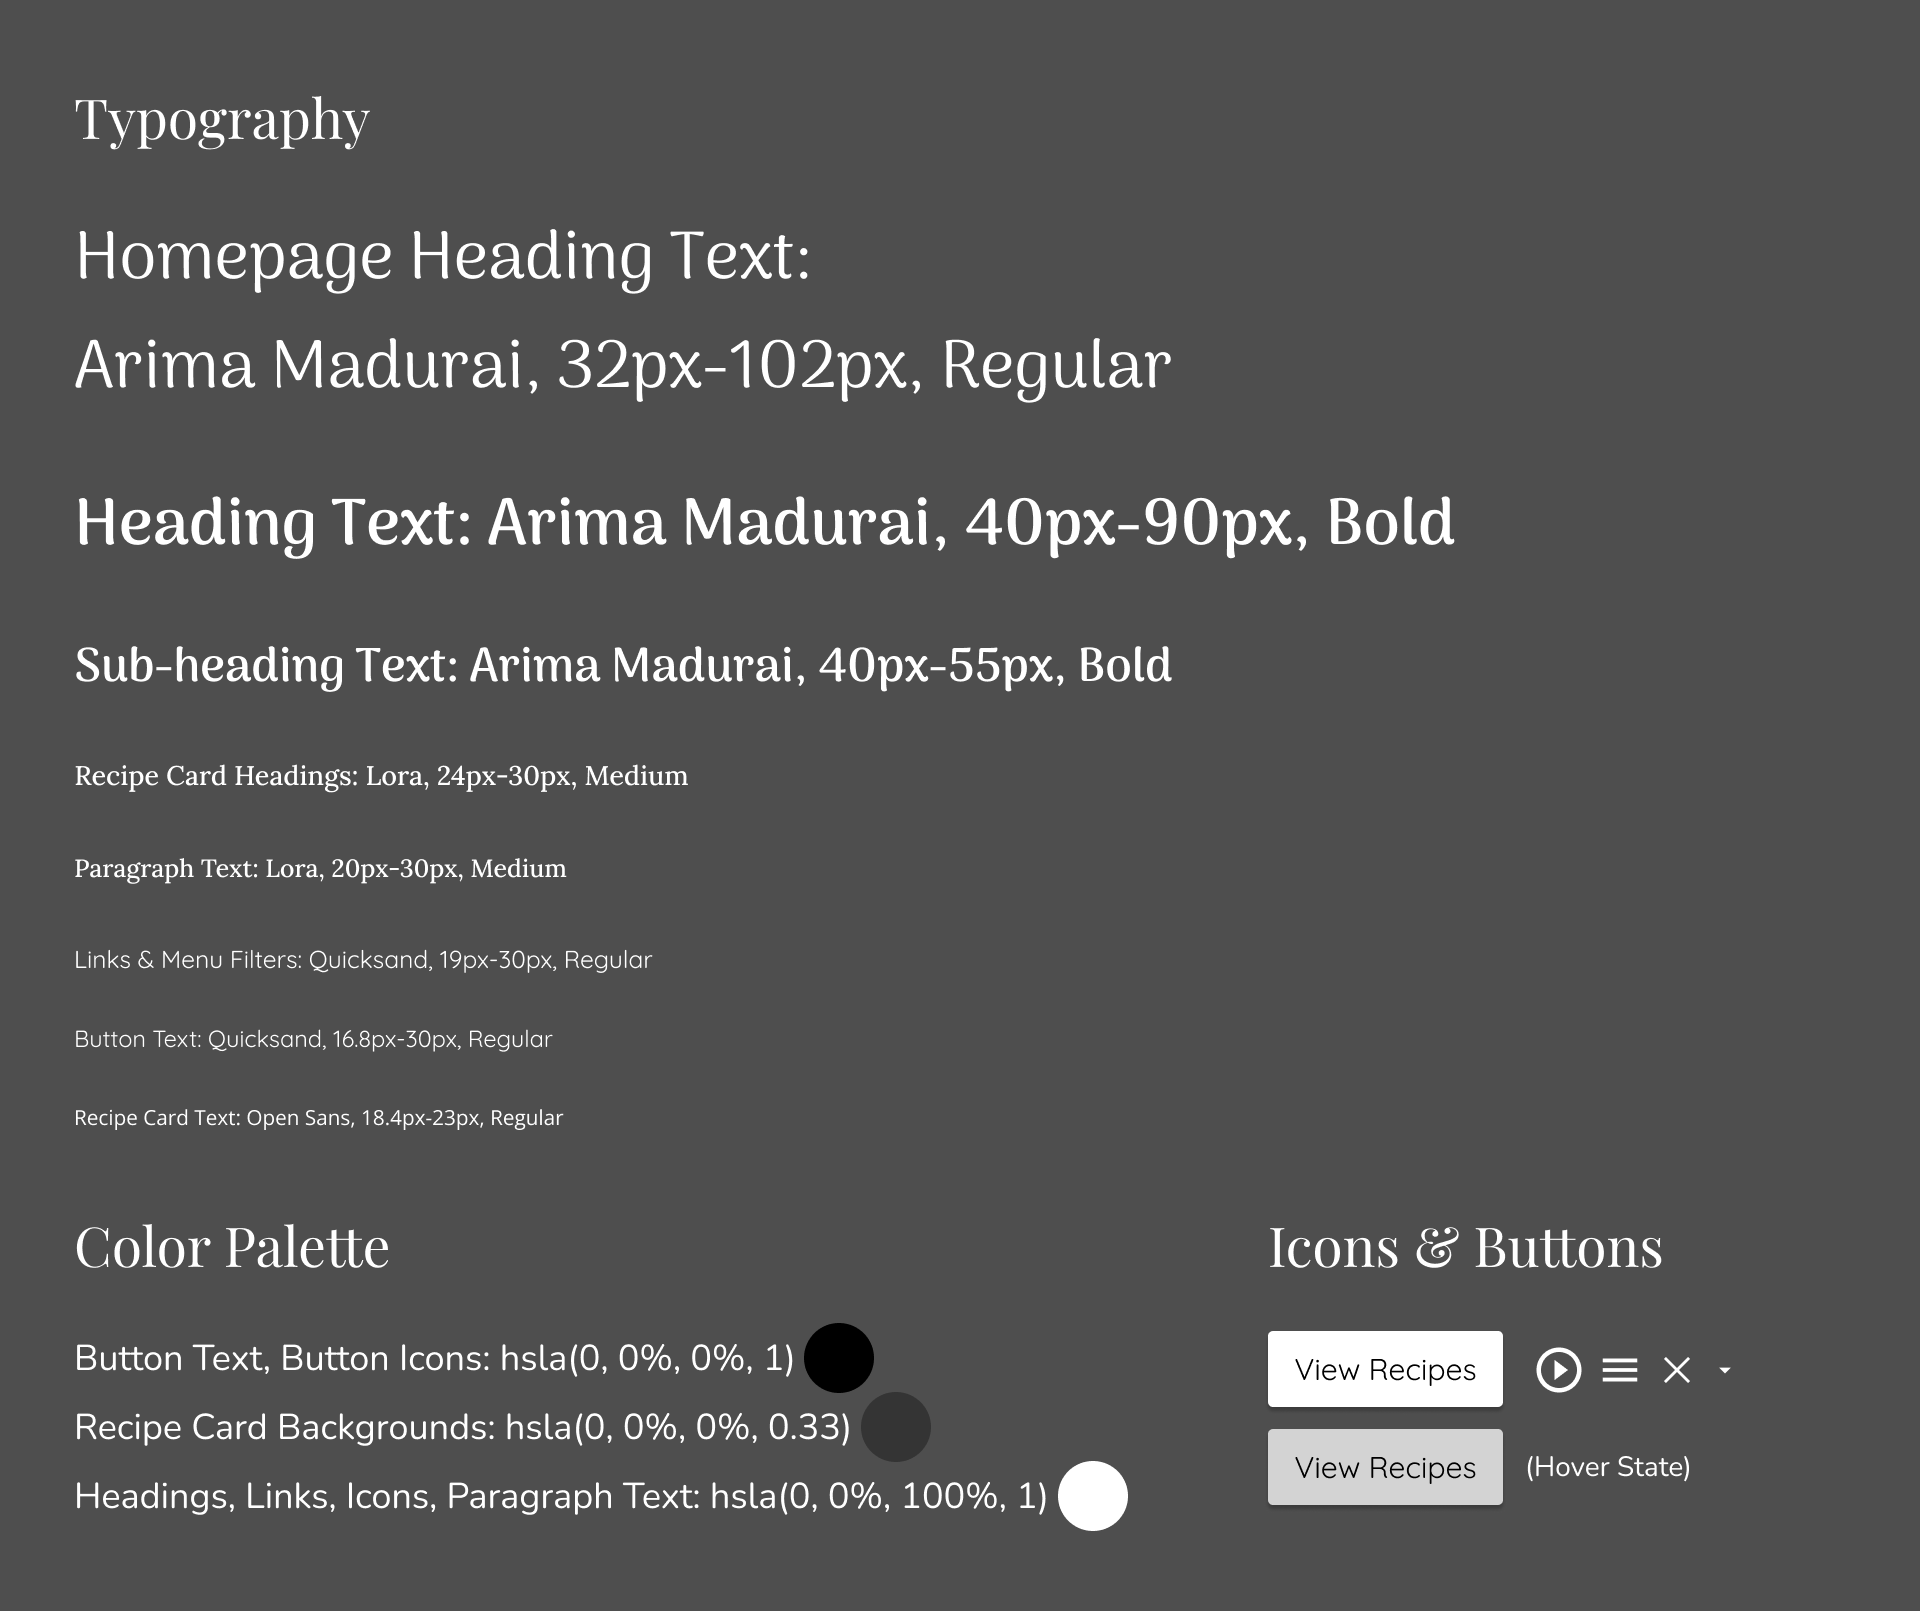 Typography
Homepage Heading Text:
Arima Madurai, 32px-102px, Regular
Heading Text: Arima Madurai, 40px-90px, Bold
Sub-heading Text: Arima Madurai, 40px-55px, Bold
Recipe Card Headings: Lora, 24px-30px, Medium
Paragraph Text: Lora, 20px-30px, Medium
Links & Menu Filters: Quicksand, 19px-30px, Regular
Button Text: Quicksand, 16.8px-30px, Regular
Recipe Card Text: Open Sans, 18.4px-23px, Regular
Color Palette
Button Text, Button Icons: hsla(0, 0%, 0%, 1)
Recipe Card Backgrounds: hsla(0, 0%, 0%, 0.33)
Headings, Links, Icons, Paragraph Text: hsla(0, 0%, 100%, 1)
Icons & Buttons
View Recipes
View Recipes
(Hover State)